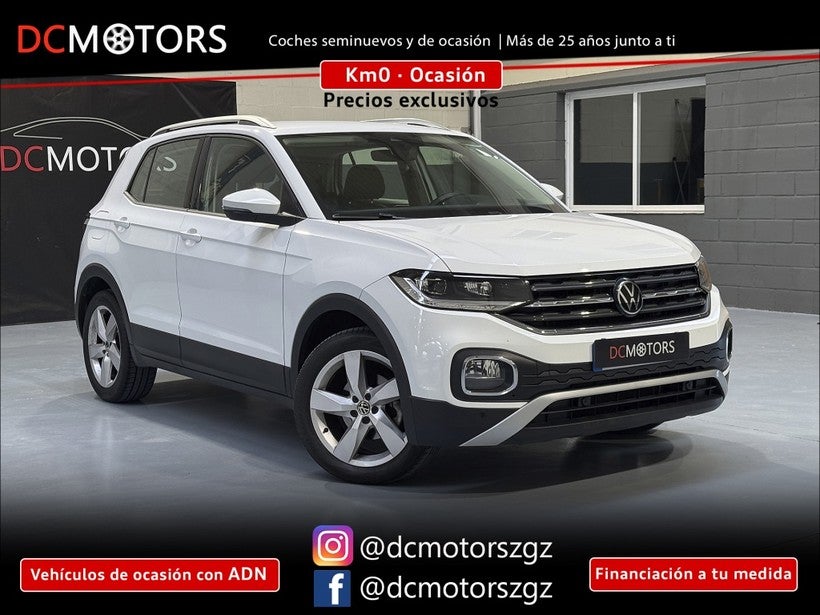 DCMOTORS
Coches seminuevos y de ocasión | Más de 25 años junto a ti
Km0 · Ocasión
Precios exclusivos
DCMOTORS
DCMOTORS
@dcmotorszgz
@dcmotorszgz
Vehículos de ocasión con ADN
Financiación a tu medida